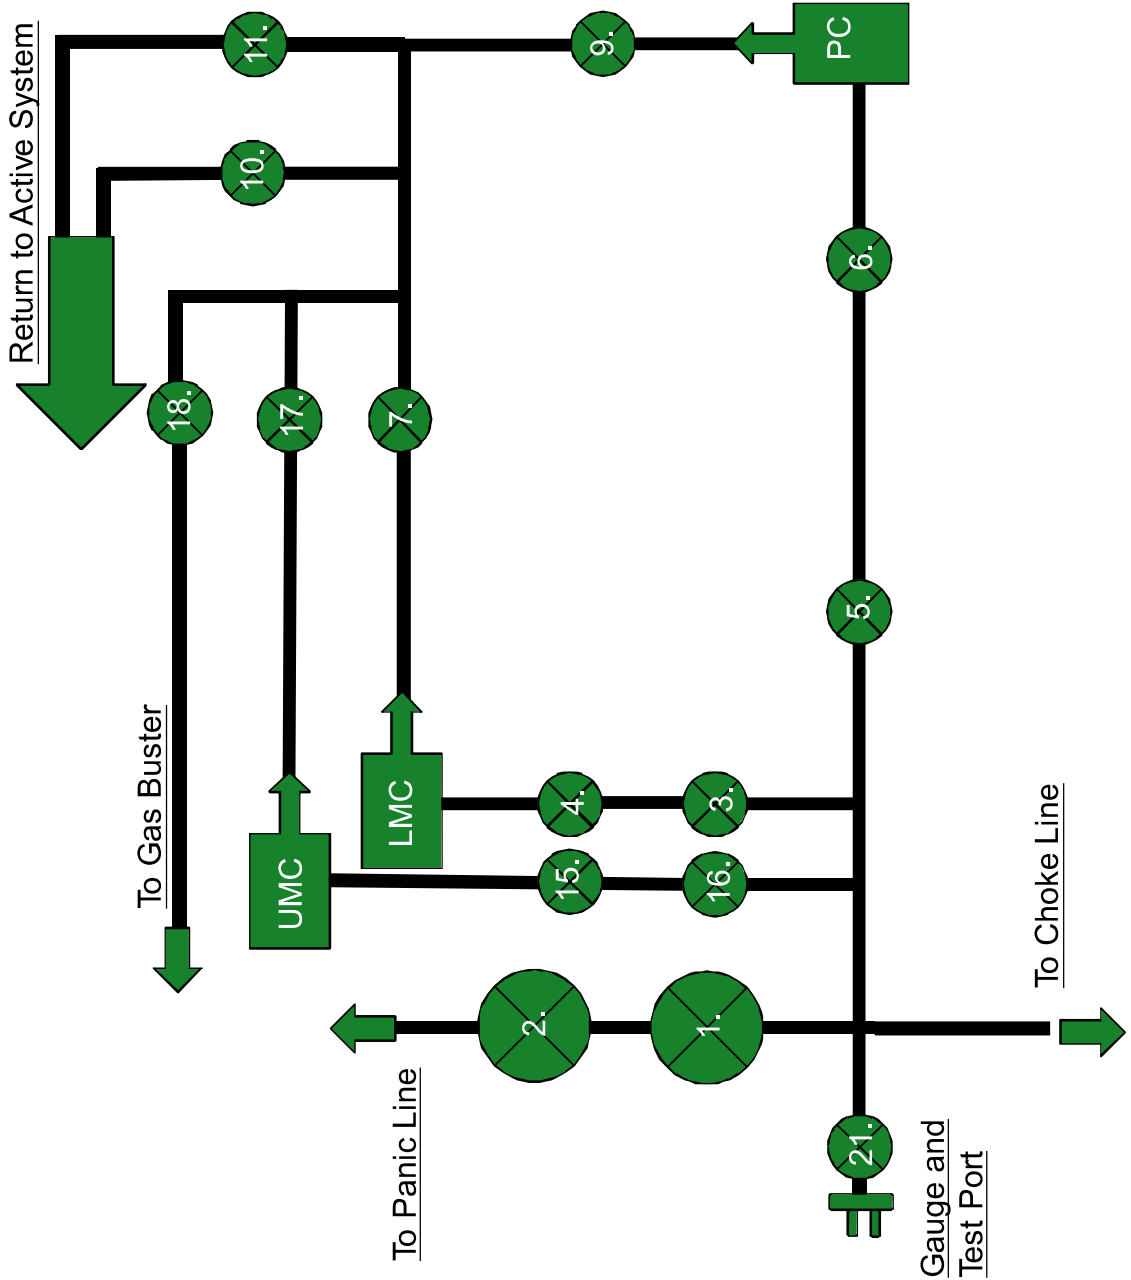 Return to Active System
To Gas Buster
18.
10.
11.
UMC
17.
To Panic Line
LMC
7.
2.
15.
4.
9.
1.
16.
3.
PC
21.
5.
6.
Gauge and
Test Port
To Choke Line